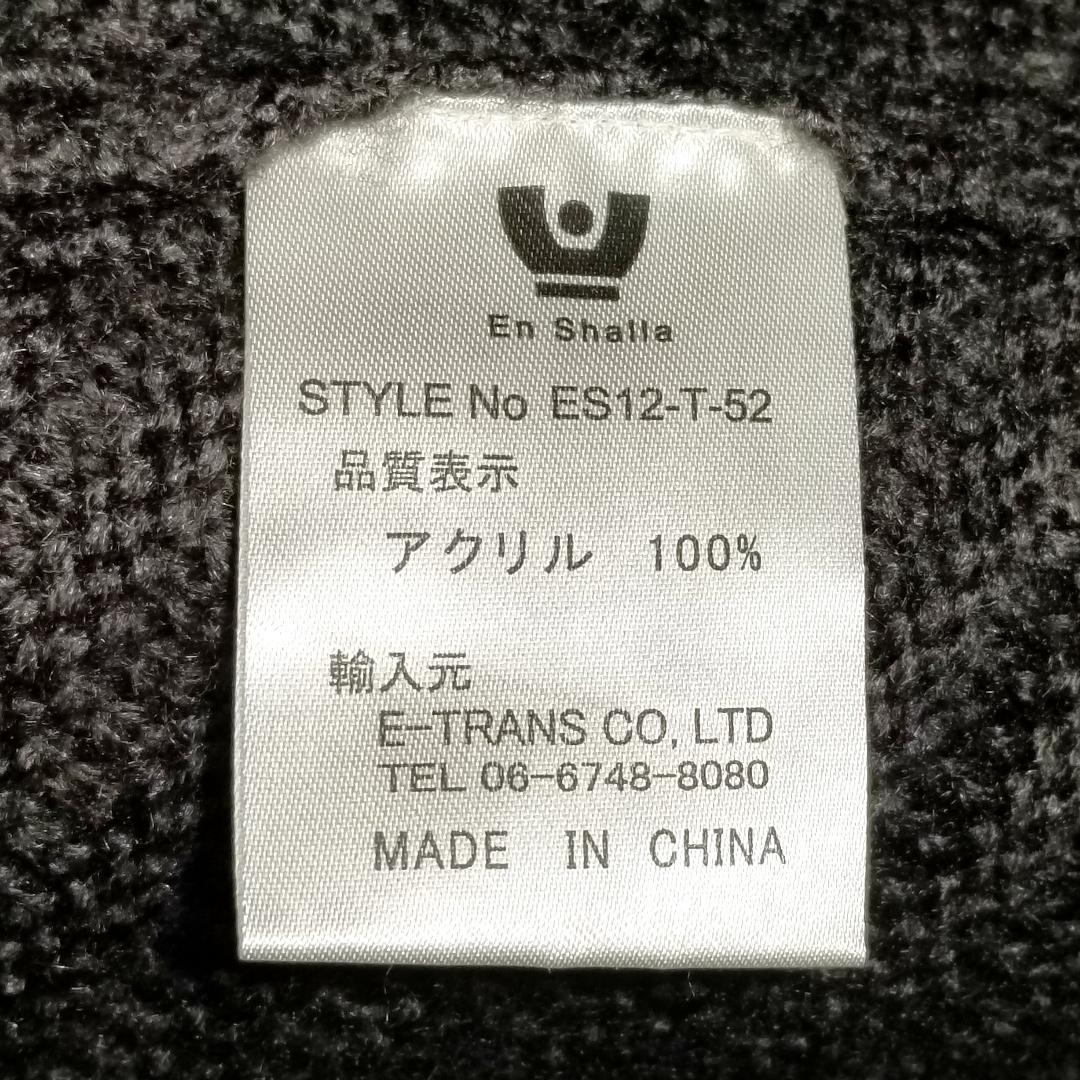 En Shalla
STYLE No ES12-T-52
品質表示
アクリル 100%
輸入元
E-TRANS CO, LTD
TEL 06-6748-8080
MADE IN CHINA